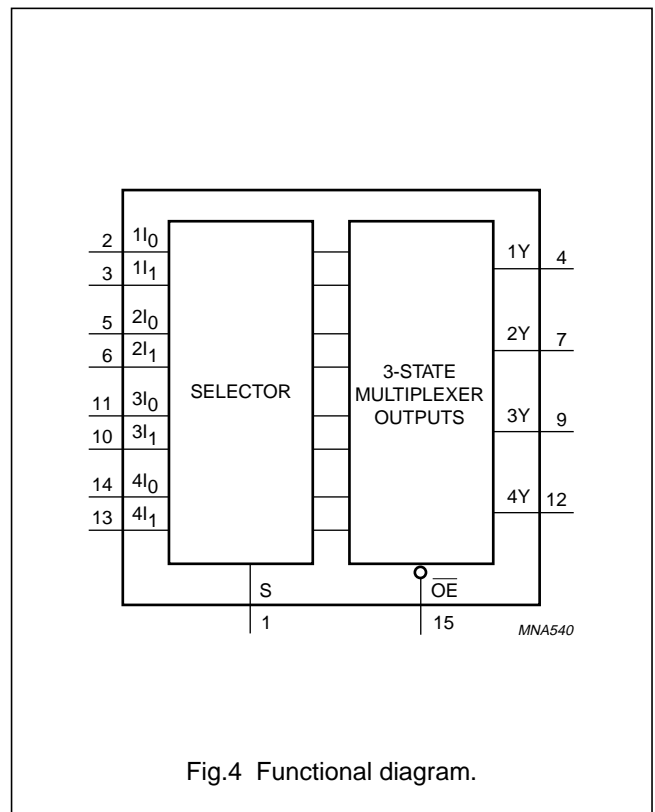 2 1I0
3 1I1
5 2I0
6 2I1
11 3I0
10 3I1
14 4I0
13 4I1
SELECTOR
3-STATE
MULTIPLEXER
OUTPUTS
1Y 4
2Y 7
3Y 9
4Y 12
S
1
O̅E̅
15
MNA540
Fig.4 Functional diagram.